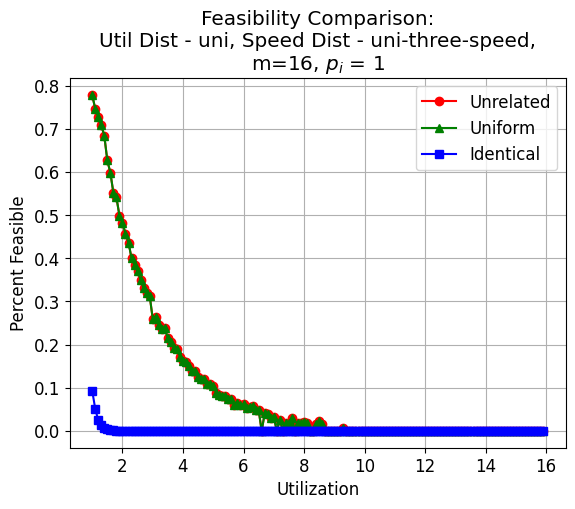 Feasibility Comparison:
Util Dist - uni, Speed Dist - uni-three-speed,
m=16, $p_i$ = 1
Unrelated
Uniform
Identical
Percent Feasible
0.8
0.7
0.6
0.5
0.4
0.3
0.2
0.1
0.0
2 4 6 8 10 12 14 16
Utilization